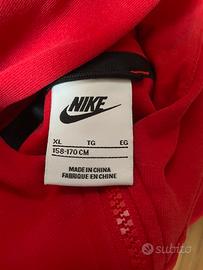 NIKE
XL TG EG
158-170 CM
MADE IN CHINA
FABRIQUÉ EN CHINE
subito